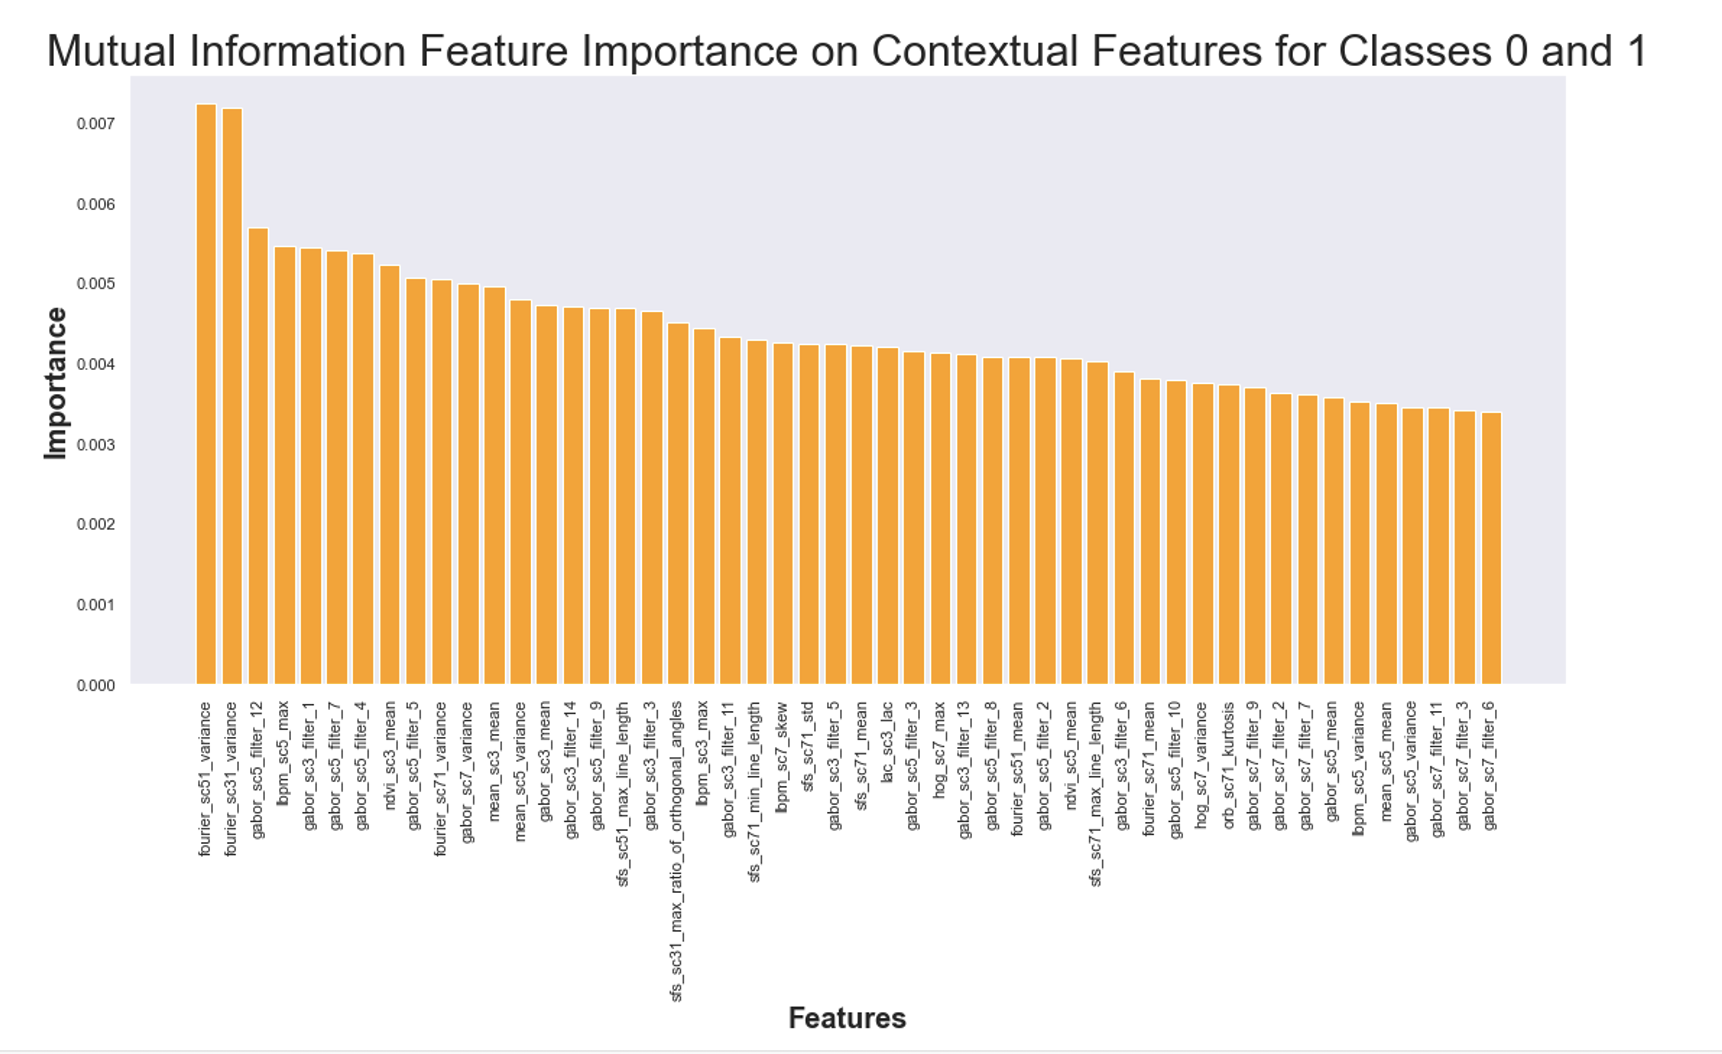 Mutual Information Feature Importance on Contextual Features for Classes 0 and 1
Importance
0.007
0.006
0.005
0.004
0.003
0.002
0.001
0.000
fourier_sc51_variance
fourier_sc31_variance
gabor_sc5_filter_12
lbpm_sc5_max
gabor_sc3_filter_1
gabor_sc5_filter_7
gabor_sc5_filter_4
ndvi_sc3_mean
gabor_sc5_filter_5
fourier_sc71_variance
gabor_sc7_variance
mean_sc3_mean
mean_sc5_variance
gabor_sc3_mean
gabor_sc3_filter_14
gabor_sc5_filter_9
sfs_sc51_max_line_length
gabor_sc3_filter_3
sfs_sc31_max_ratio_of_orthogonal_angles
lbpm_sc3_max
gabor_sc3_filter_11
sfs_sc71_min_line_length
lbpm_sc7_skew
sfs_sc71_std
gabor_sc3_filter_5
sfs_sc71_mean
lac_sc3_lac
gabor_sc5_filter_3
hog_sc7_max
gabor_sc3_filter_13
gabor_sc5_filter_8
fourier_sc51_mean
gabor_sc5_filter_2
ndvi_sc5_mean
sfs_sc71_max_line_length
gabor_sc3_filter_6
fourier_sc71_mean
gabor_sc5_filter_10
hog_sc7_variance
orb_sc71_kurtosis
gabor_sc7_filter_9
gabor_sc7_filter_2
gabor_sc7_filter_7
gabor_sc5_mean
lbpm_sc5_variance
mean_sc5_mean
gabor_sc5_variance
gabor_sc7_filter_11
gabor_sc7_filter_3
gabor_sc7_filter_6
Features